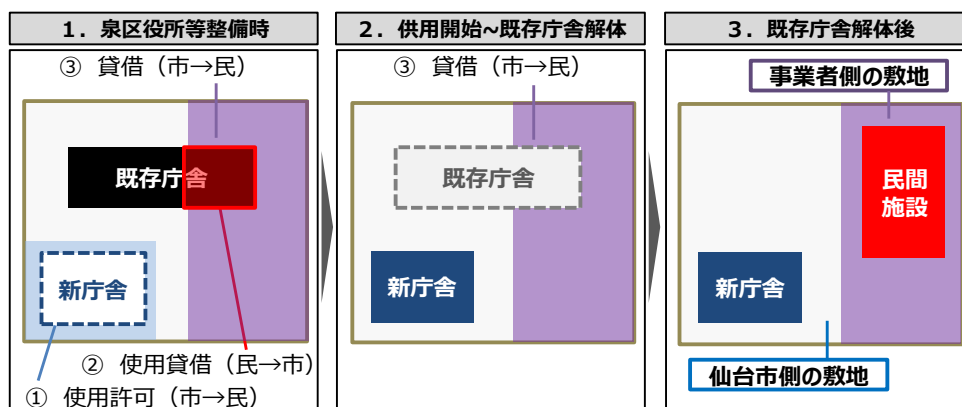 1．泉区役所等整備時
③ 貸借（市→民）
既存庁舎
新庁舎
② 使用貸借（民→市）
① 使用許可（市→民）
2．供用開始~既存庁舎解体
③ 貸借（市→民）
既存庁舎
新庁舎
3．既存庁舎解体後
事業者側の敷地
民間
施設
新庁舎
仙台市側の敷地